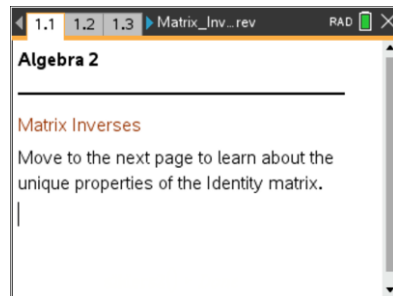 1.1 1.2 1.3 Matrix_Inv…rev RAD
Algebra 2
Matrix Inverses
Move to the next page to learn about the
unique properties of the Identity matrix.